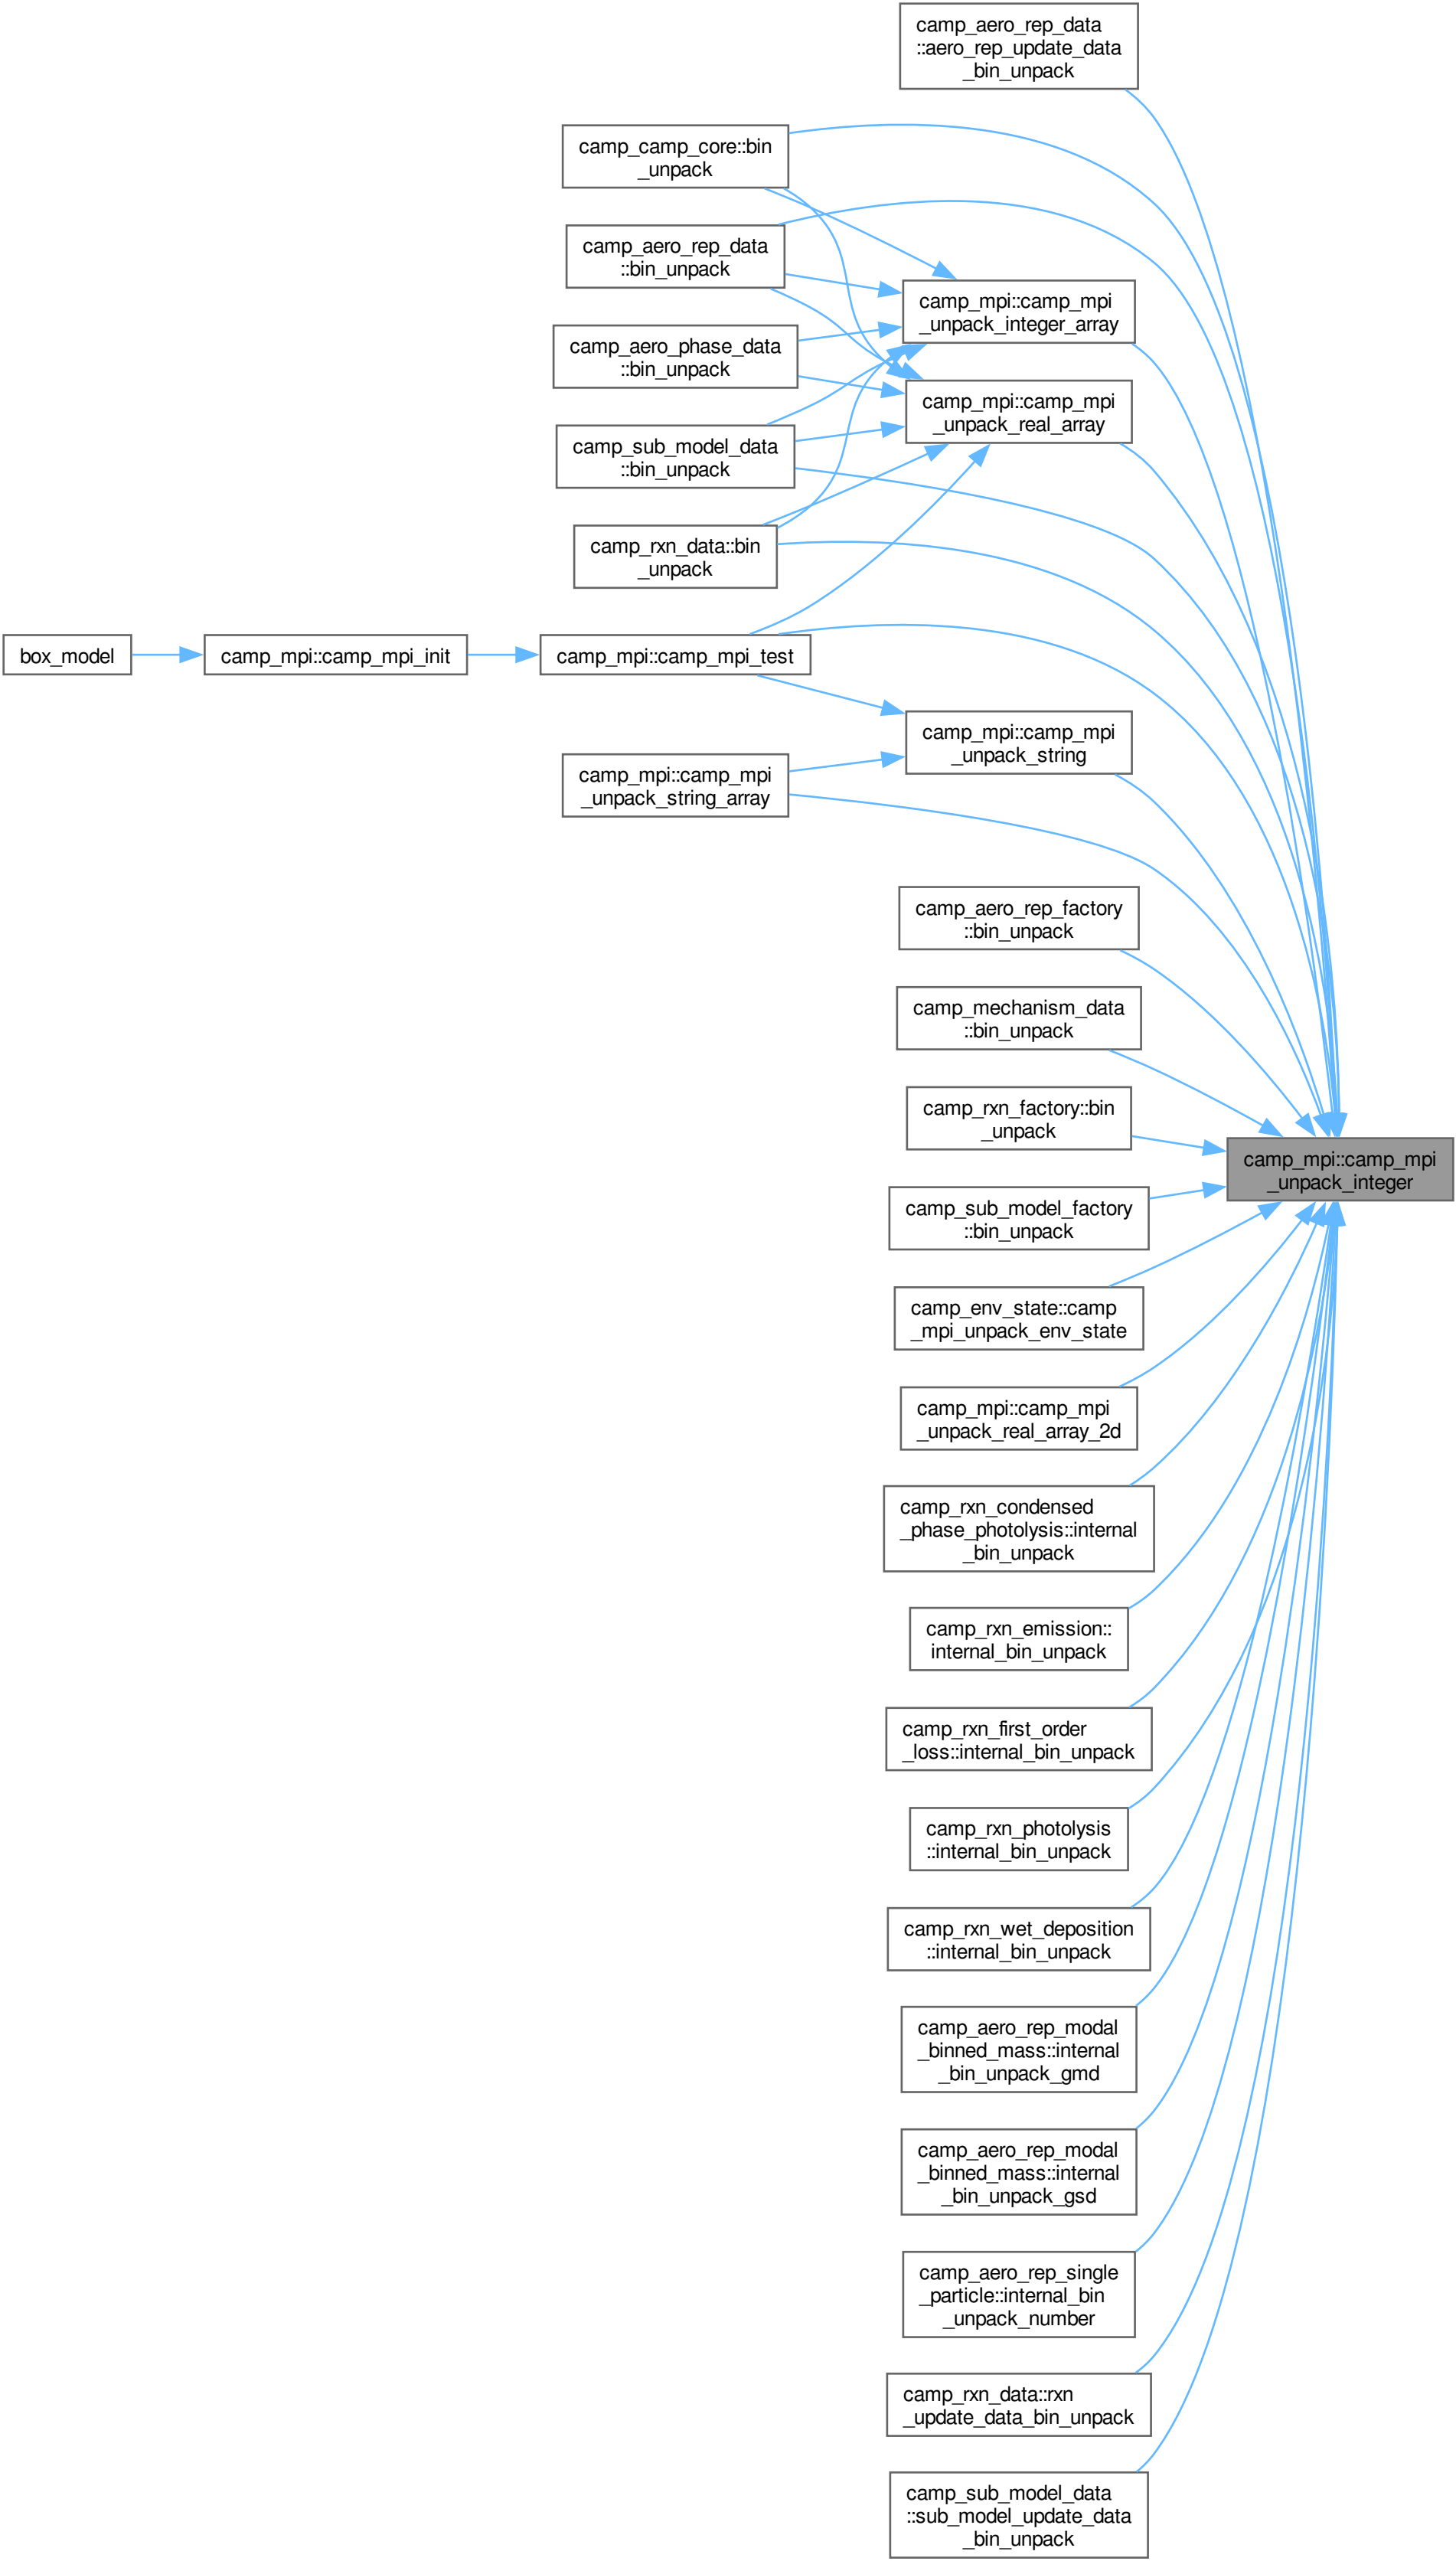 camp_aero_rep_data
::aero_rep_update_data
_bin_unpack
camp_camp_core::bin
_unpack
camp_aero_rep_data
::bin_unpack
camp_mpi::camp_mpi
_unpack_integer_array
camp_aero_phase_data
::bin_unpack
camp_mpi::camp_mpi
_unpack_real_array
camp_sub_model_data
::bin_unpack
camp_rxn_data::bin
_unpack
box_model
camp_mpi::camp_mpi_init
camp_mpi::camp_mpi_test
camp_mpi::camp_mpi
_unpack_string
camp_mpi::camp_mpi
_unpack_string_array
camp_aero_rep_factory
::bin_unpack
camp_mechanism_data
::bin_unpack
camp_rxn_factory::bin
_unpack
camp_mpi::camp_mpi
_unpack_integer
camp_sub_model_factory
::bin_unpack
camp_env_state::camp
_mpi_unpack_env_state
camp_mpi::camp_mpi
_unpack_real_array_2d
camp_rxn_condensed
_phase_photolysis::internal
_bin_unpack
camp_rxn_emission::
internal_bin_unpack
camp_rxn_first_order
_loss::internal_bin_unpack
camp_rxn_photolysis
::internal_bin_unpack
camp_rxn_wet_deposition
::internal_bin_unpack
camp_aero_rep_modal
_binned_mass::internal
_bin_unpack_gmd
camp_aero_rep_modal
_binned_mass::internal
_bin_unpack_gsd
camp_aero_rep_single
_particle::internal_bin
_unpack_number
camp_rxn_data::rxn
_update_data_bin_unpack
camp_sub_model_data
::sub_model_update_data
_bin_unpack